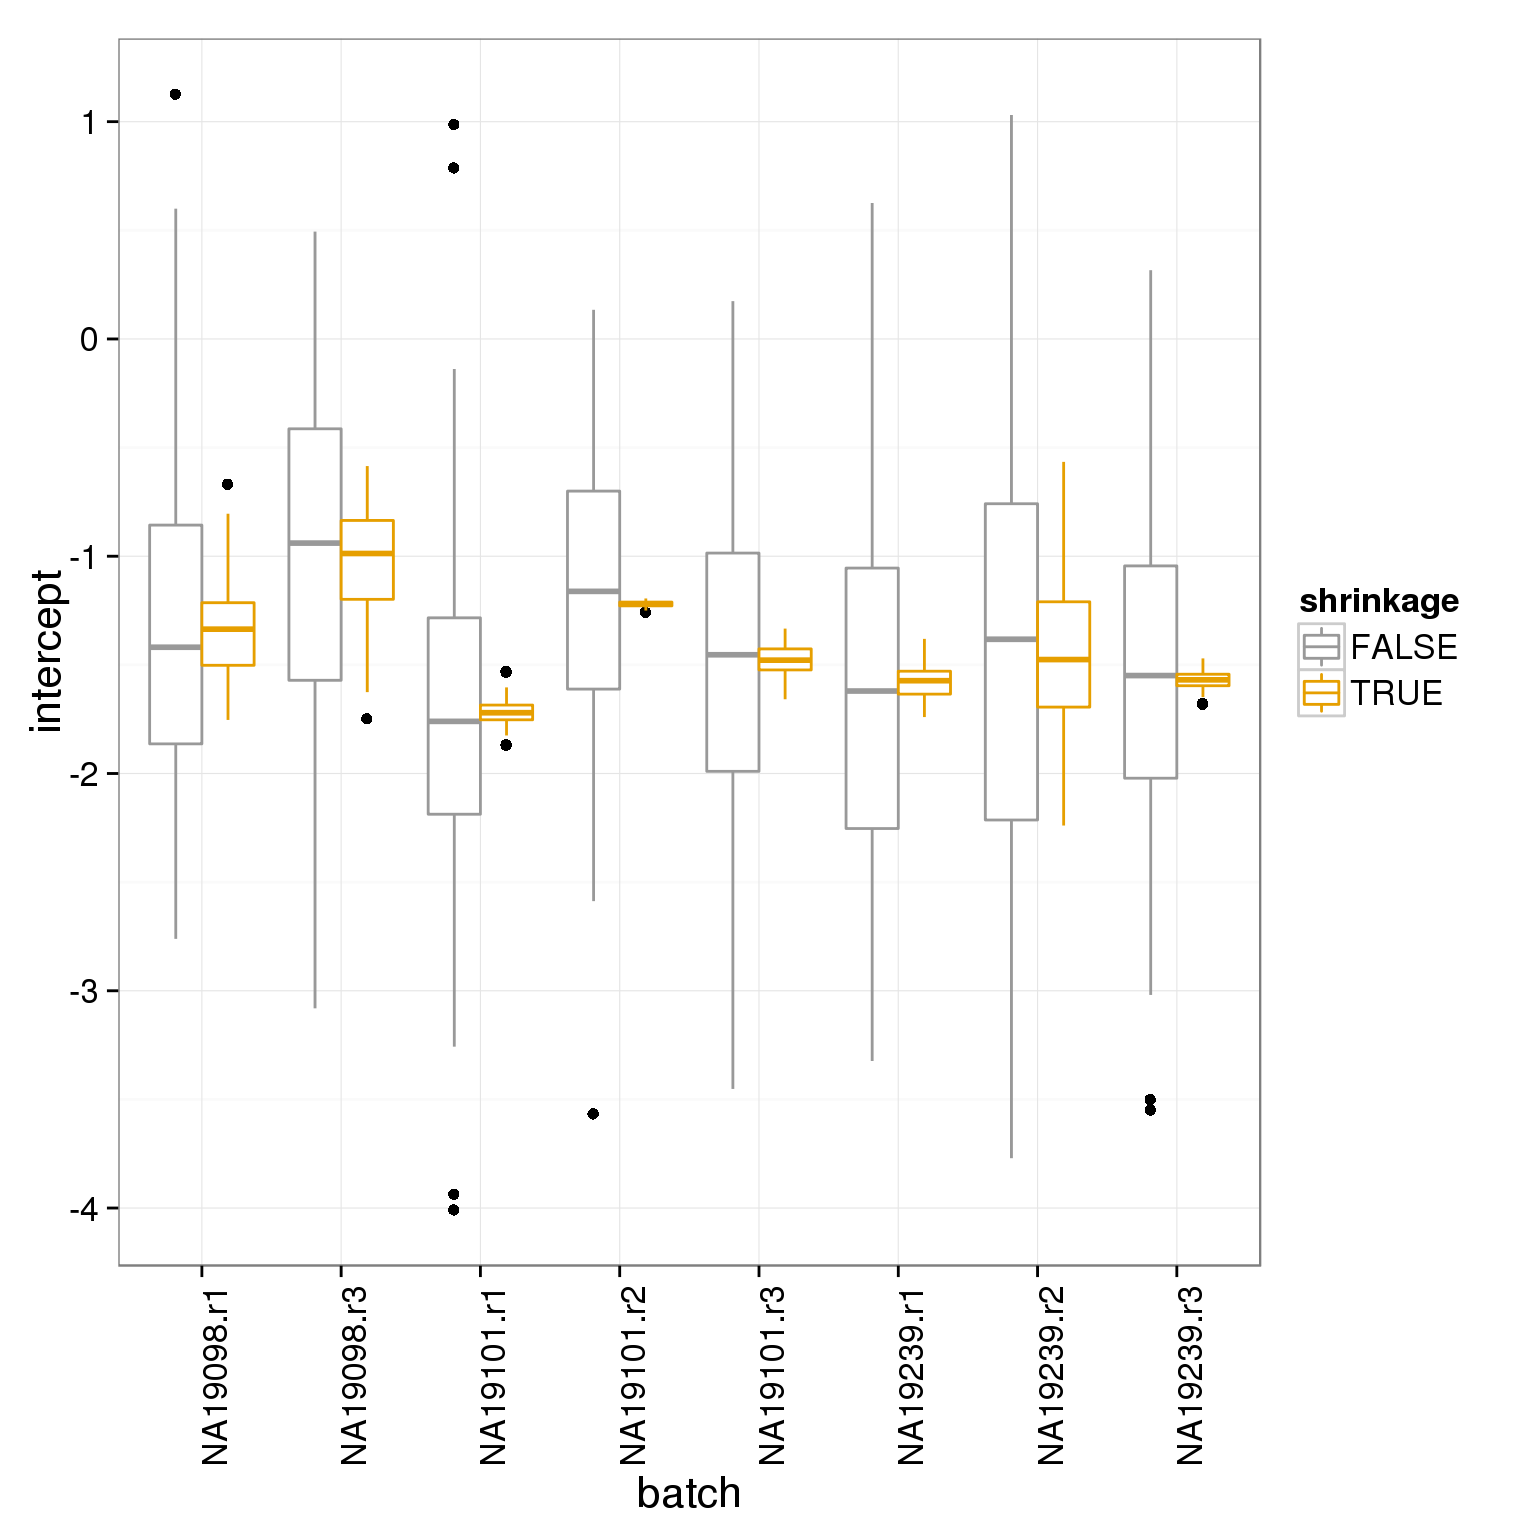 1
0
-1
-2
-3
-4
intercept
NA19098.r1
NA19098.r3
NA19101.r1
NA19101.r2
NA19101.r3
NA19239.r1
NA19239.r2
NA19239.r3
batch
shrinkage
FALSE
TRUE